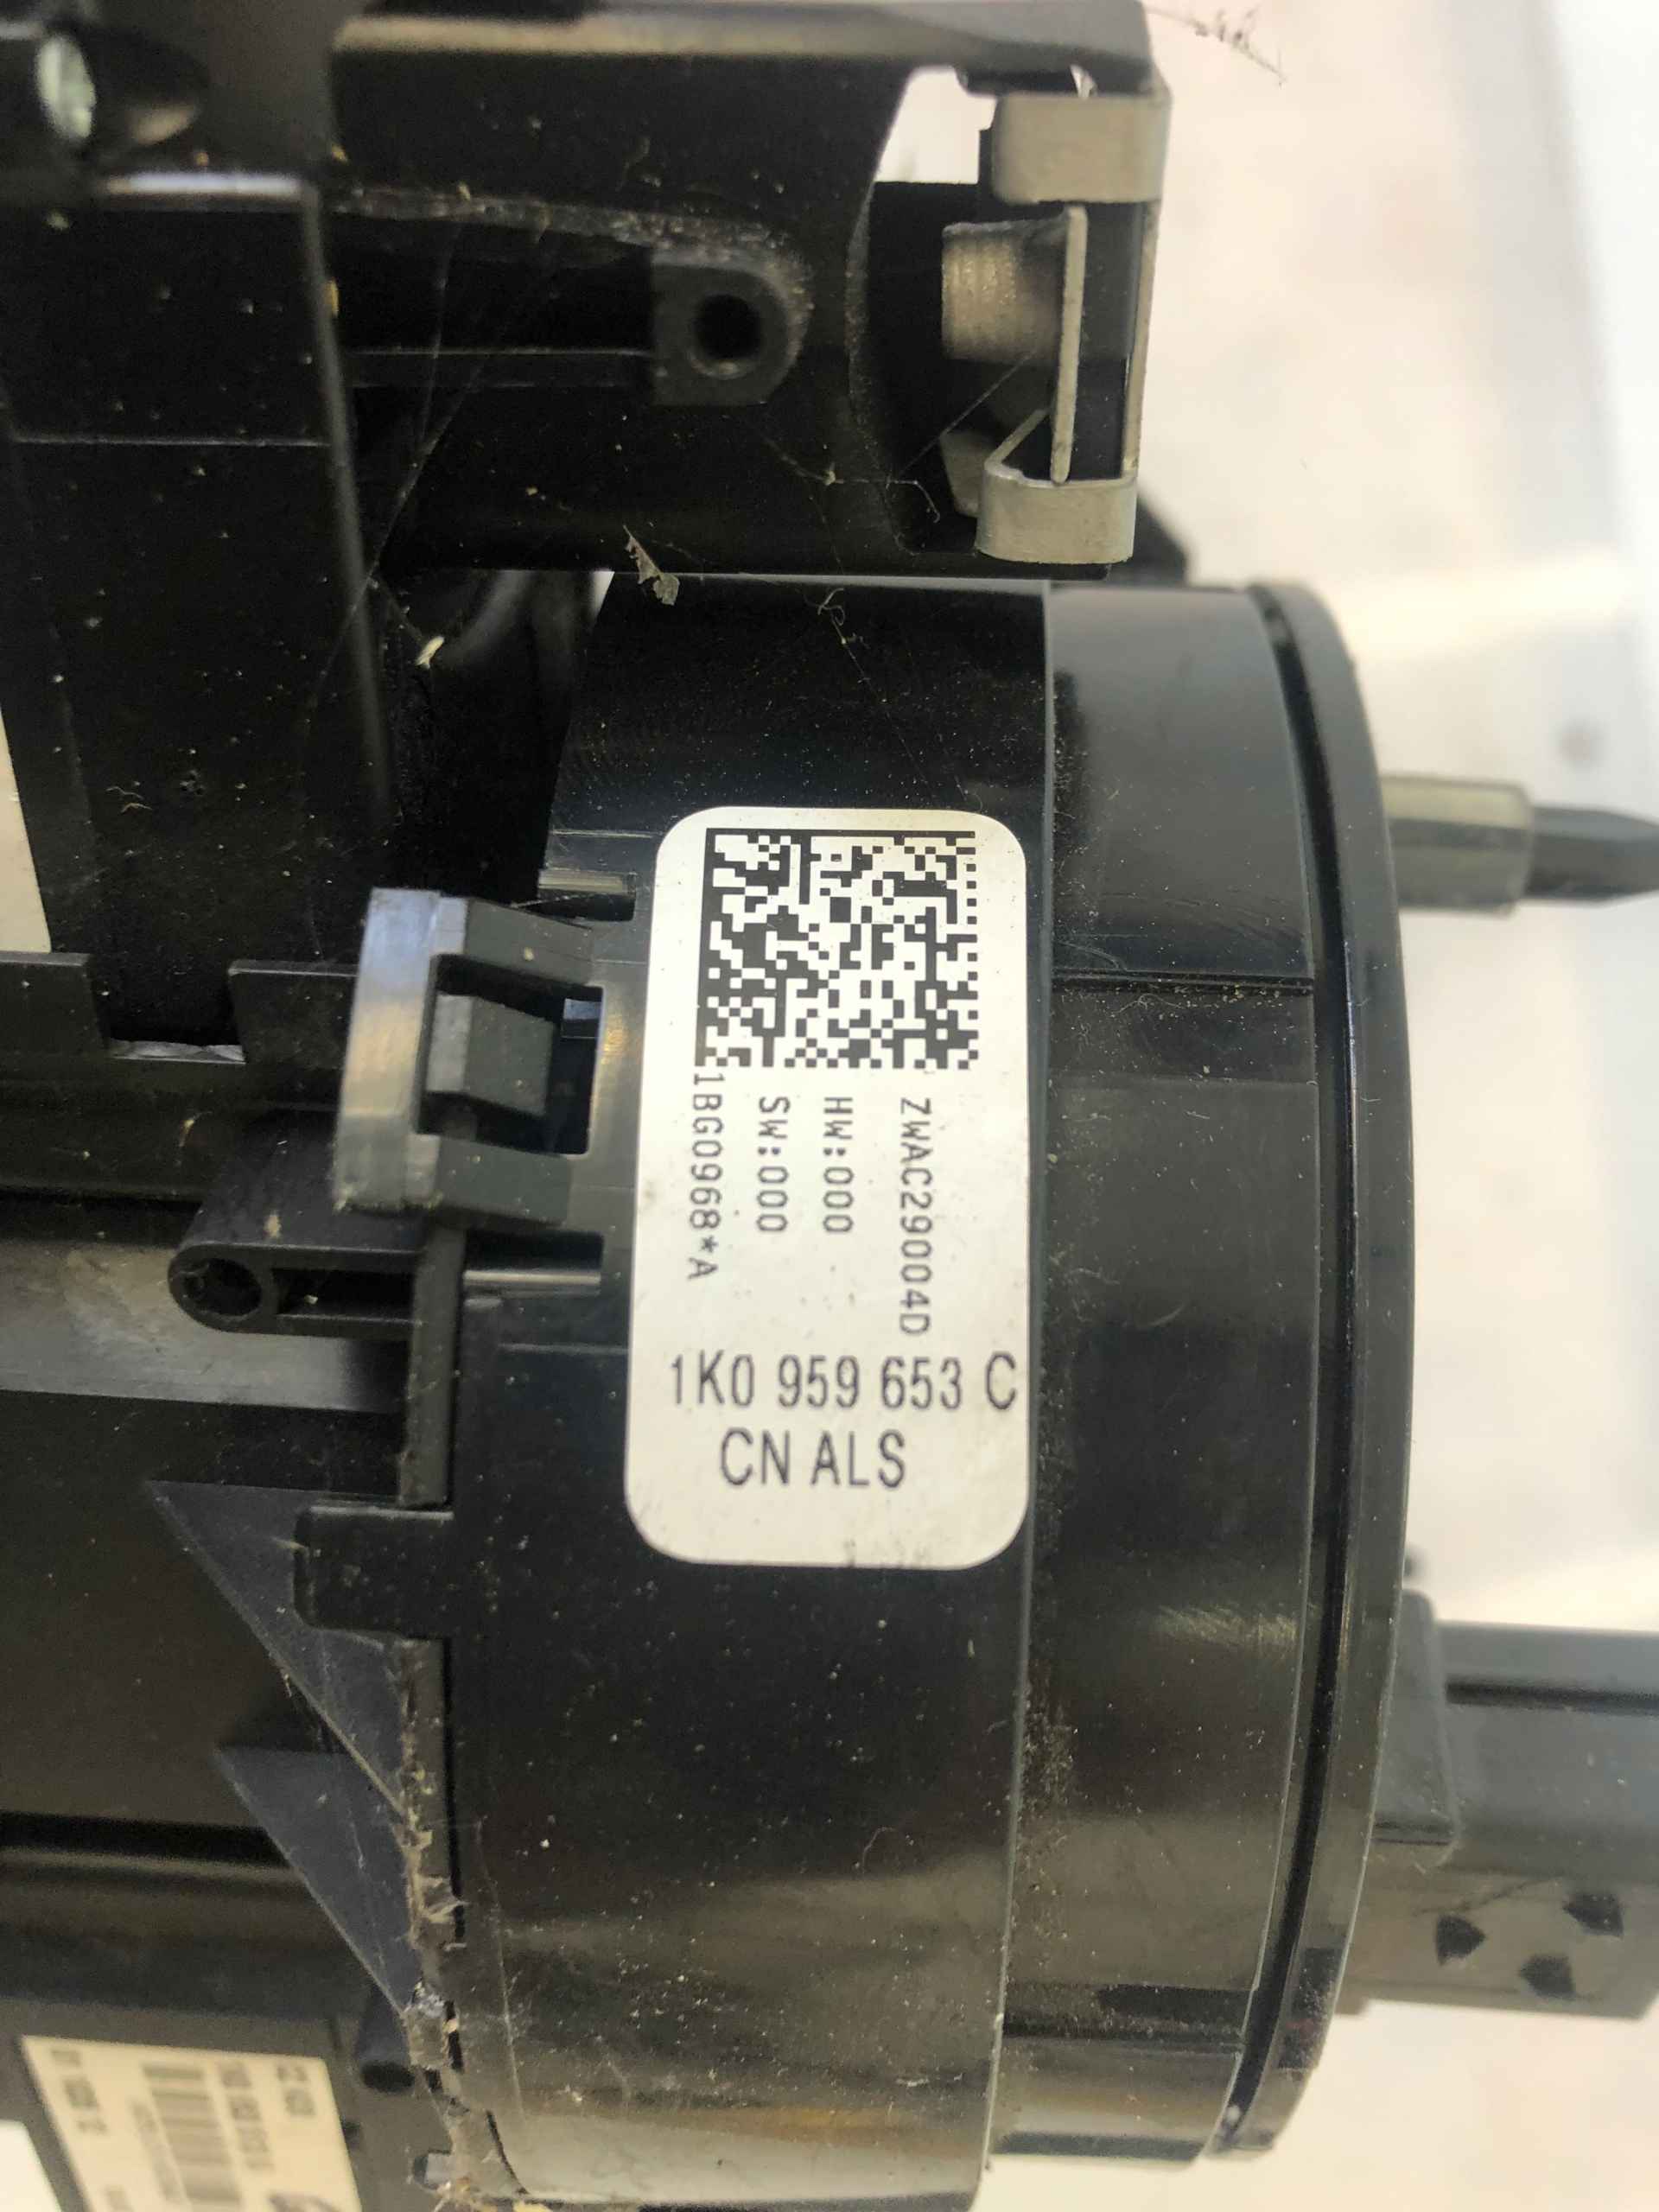 ZWAC29004D
HW:000
SW:000
1BG0968*A
1K0 959 653 C
CN ALS